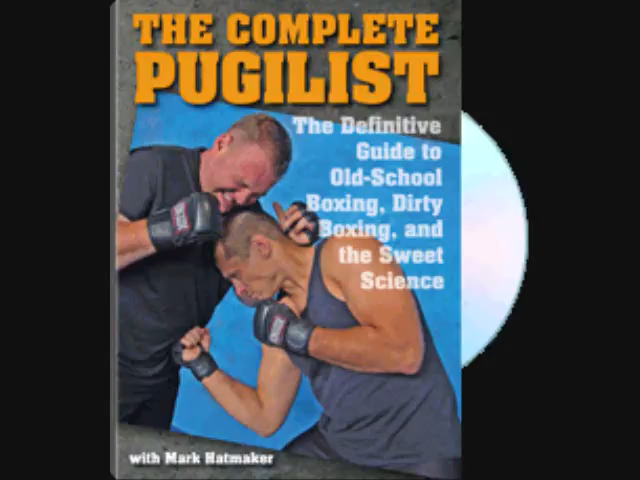 THE COMPLETE
PUGILIST
The Definitive
Guide to
Old-School
Boxing, Dirty
Boxing, and
the Sweet
Science
with Mark Hatmaker